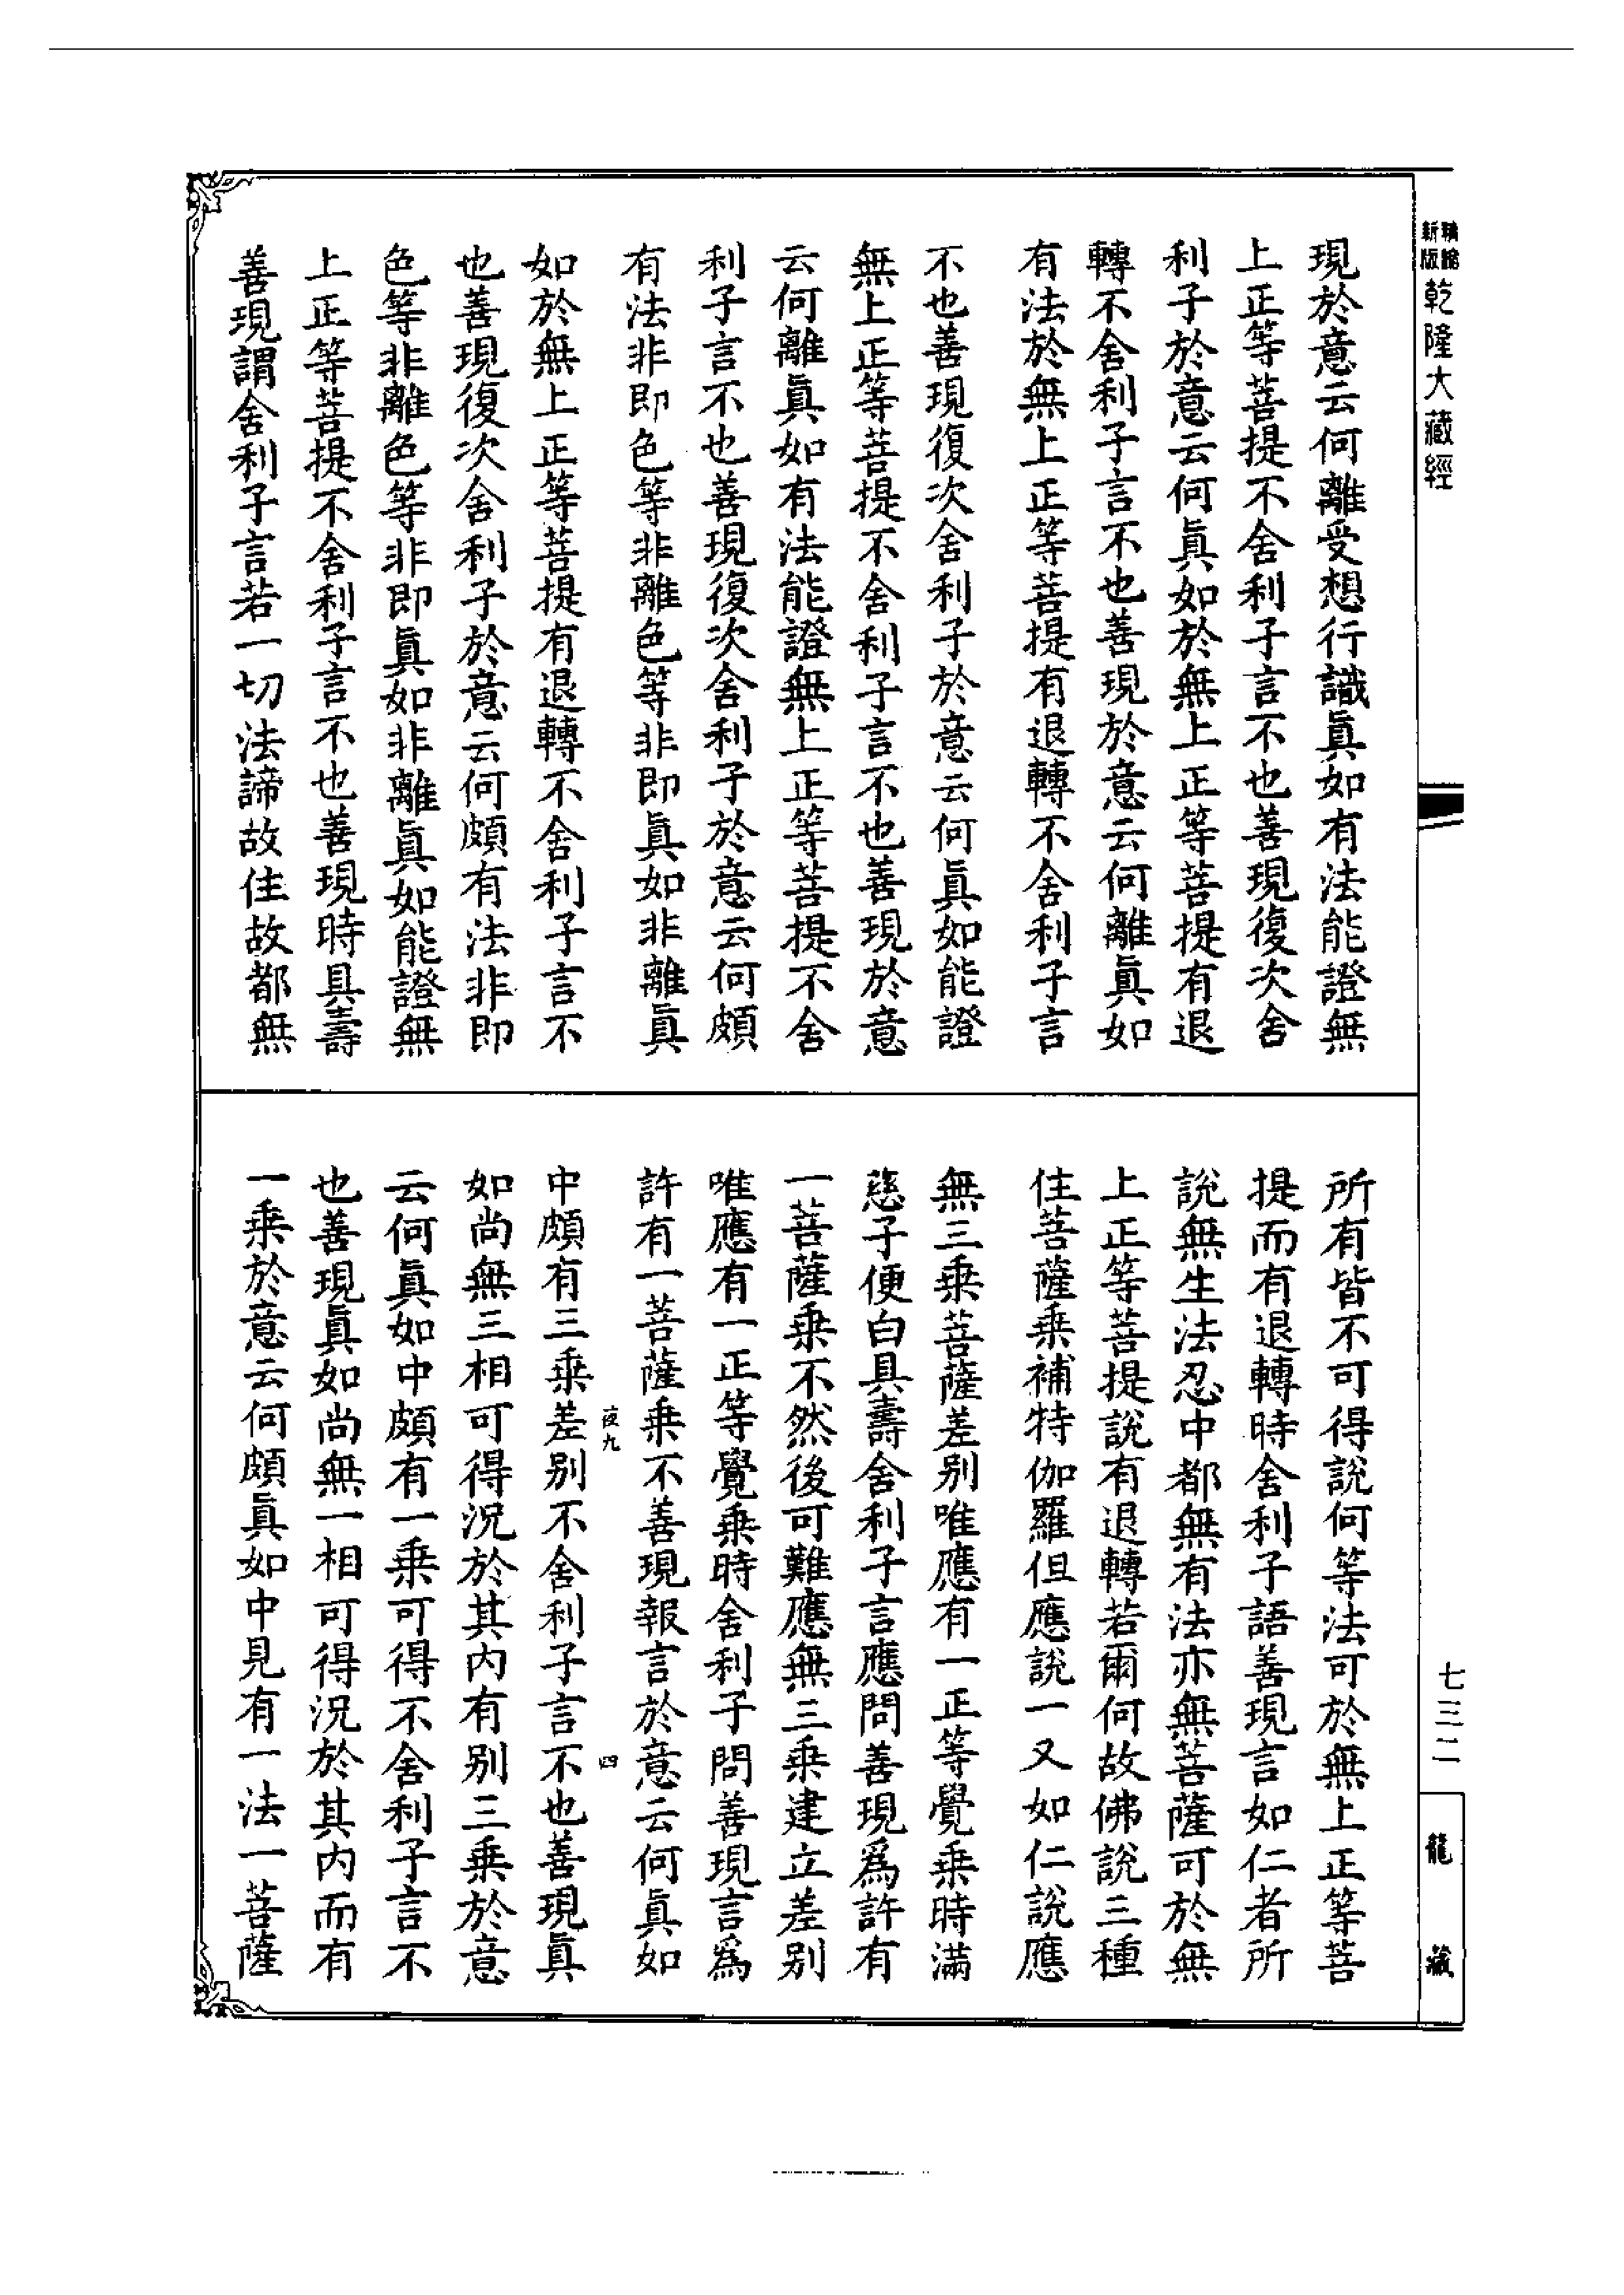 新版
乾隆大藏經
現於意云何離受想行識真如有法能證無
上正等菩提不舍利子言不也善現復次舍
利子於意云何真如於無上正等菩提有退
轉不舍利子言不也善現於意云何離真如
有法於無上正等菩提有退轉不舍利子言
不也善現復次舍利子於意云何真如能證
無上正等菩提不舍利子言不也善現於意
云何離真如有法能證無上正等菩提不舍
利子言不也善現復次舍利子於意云何頗
有法非即色等非離色等非即真如非離真
如於無上正等菩提有退轉不舍利子言不
也善現復次舍利子於意云何頗有法非即
色等非離色等非即真如非離真如能證無
上正等菩提不舍利子言不也善現時具壽
善現謂舍利子言若一切法諦故住故都無
所有皆不可得說何等法可於無上正等菩
提而有退轉時舍利子語善現言如仁者所
說無生法忍中都無有法亦無菩薩可於無
上正等菩提說有退轉若爾何故佛說三種
住菩薩乘補特伽羅但應說一又如仁說應
無三乘菩薩差別唯應有一正等覺乘時滿
慈子便白具壽舍利子言應問善現為許有
一菩薩乘不然後可難應無三乘建立差別
唯應有一正等覺乘時舍利子問善現言為
許有一菩薩乘不善現報言於意云何真如
夜九 四
中頗有三乘差別不舍利子言不也善現真
如尚無三相可得況於其內有別三乘於意
云何真如中頗有一乘可得不舍利子言不
也善現真如尚無一相可得況於其內而有
一乘於意云何頗真如中見有一法一菩薩
七三二
龍藏